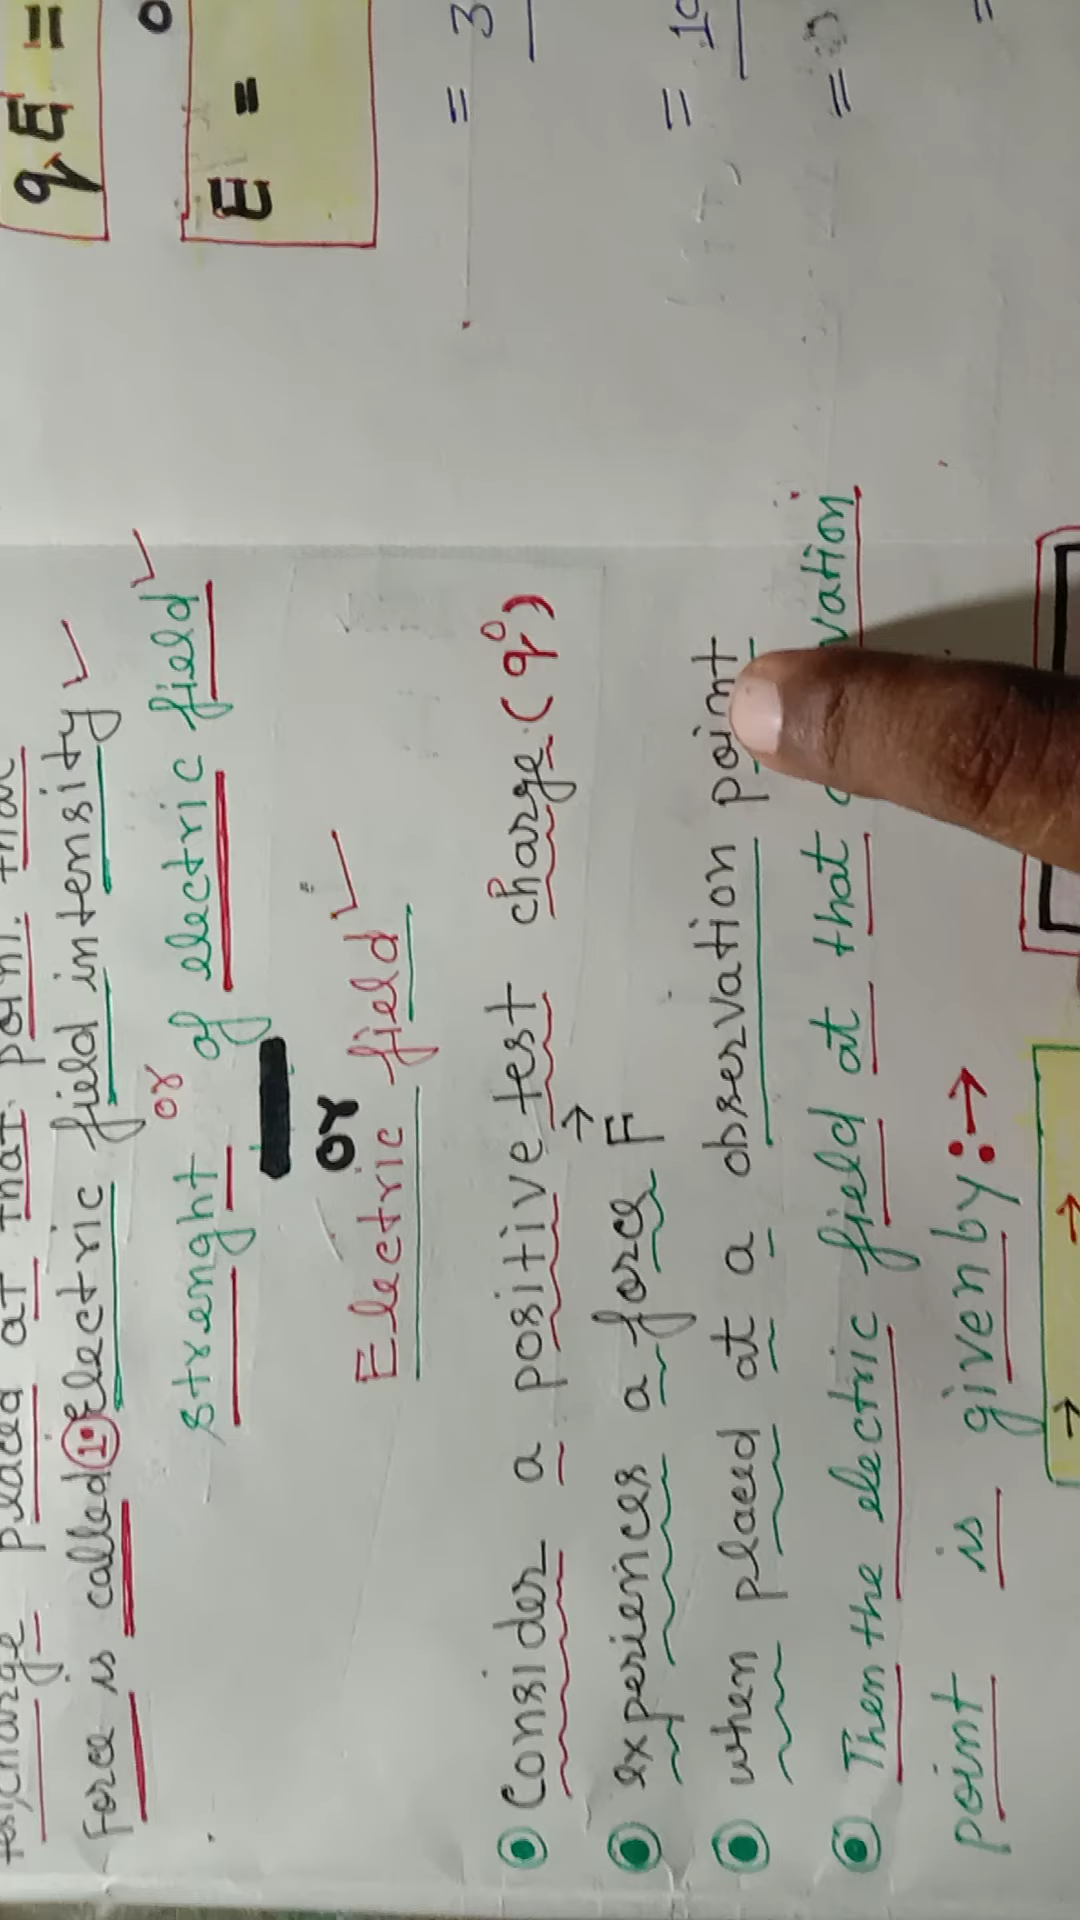 charge placed at that point. that
Force is called 1. Electric field intensity
or
strenght of electric field
or
Electric field
Consider a positive test charge (q°)
experiences a force F→
when placed at a observation point
Then the electric field at that vation
point is given by :→
qE =
E =
= 3
=
=